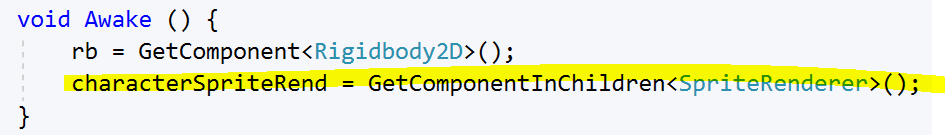 void Awake () {
rb = GetComponent<Rigidbody2D>();
characterSpriteRend = GetComponentInChildren<SpriteRenderer>();
}